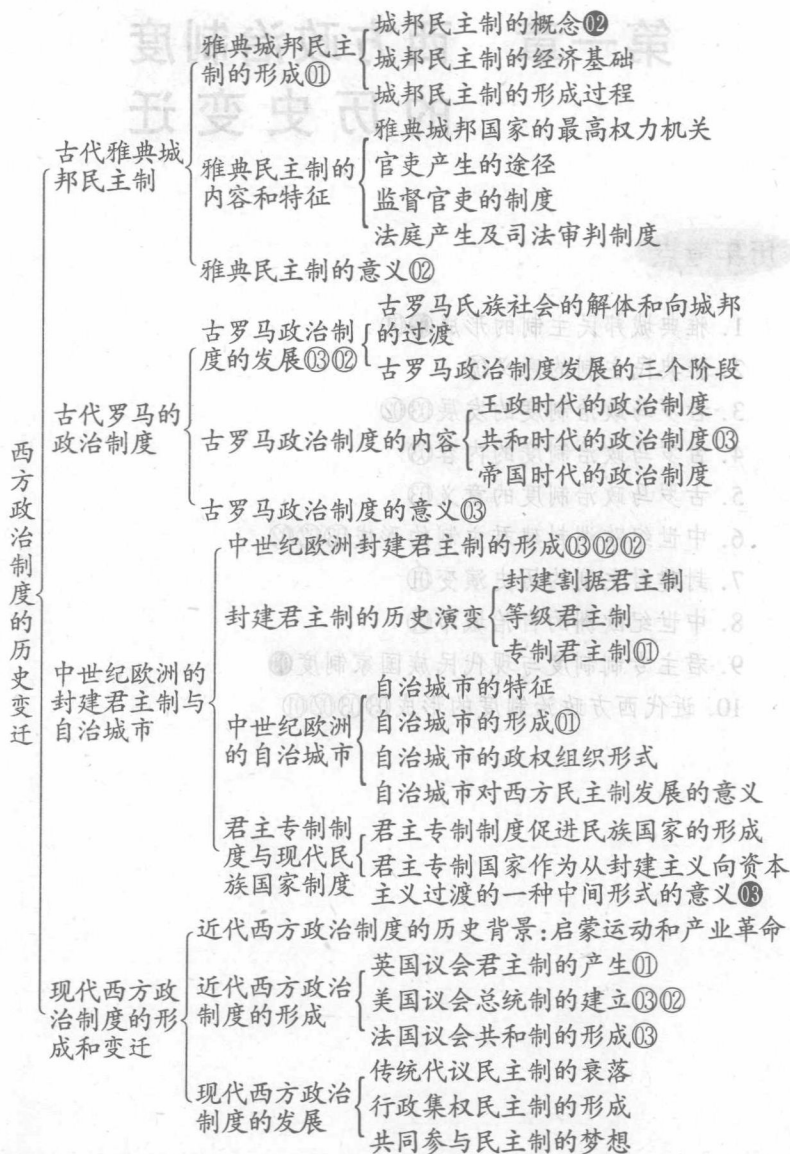 西方政治制度的历史变迁
古代雅典城
邦民主制
雅典城邦民主
制的形成⓪①
城邦民主制的概念⓿❷
城邦民主制的经济基础
城邦民主制的形成过程
雅典民主制的
内容和特征
雅典城邦国家的最高权力机关
官吏产生的途径
监督官吏的制度
法庭产生及司法审判制度
雅典民主制的意义⓪②
古代罗马的
政治制度
古罗马政治制
度的发展⓪③⓪②
古罗马氏族社会的解体和向城邦
的过渡
古罗马政治制度发展的三个阶段
古罗马政治制度的内容
王政时代的政治制度
共和时代的政治制度⓪③
帝国时代的政治制度
古罗马政治制度的意义⓪③
中世纪欧洲的
封建君主制与
自治城市
中世纪欧洲封建君主制的形成⓪③⓪②⓪②
封建君主制的历史演变
封建割据君主制
等级君主制
专制君主制⓪①
中世纪欧洲
的自治城市
自治城市的特征
自治城市的形成⓪①
自治城市的政权组织形式
自治城市对西方民主制发展的意义
君主专制制
度与现代民
族国家制度
君主专制制度促进民族国家的形成
君主专制国家作为从封建主义向资本
主义过渡的一种中间形式的意义⓿❸
现代西方政
治制度的形
成和变迁
近代西方政治制度的历史背景:启蒙运动和产业革命
近代西方政治
制度的形成
英国议会君主制的产生⓪①
美国议会总统制的建立⓪③⓪②
法国议会共和制的形成⓪③
现代西方政治
制度的发展
传统代议民主制的衰落
行政集权民主制的形成
共同参与民主制的梦想